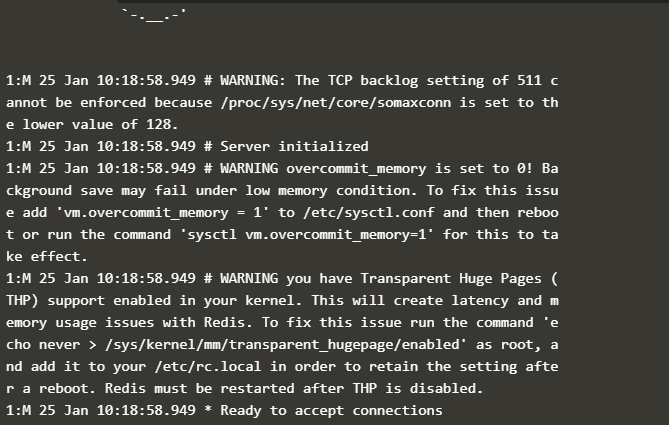 `-.__.-'
1:M 25 Jan 10:18:58.949 # WARNING: The TCP backlog setting of 511 c
annot be enforced because /proc/sys/net/core/somaxconn is set to th
e lower value of 128.
1:M 25 Jan 10:18:58.949 # Server initialized
1:M 25 Jan 10:18:58.949 # WARNING overcommit_memory is set to 0! Ba
ckground save may fail under low memory condition. To fix this issu
e add 'vm.overcommit_memory = 1' to /etc/sysctl.conf and then reboo
t or run the command 'sysctl vm.overcommit_memory=1' for this to ta
ke effect.
1:M 25 Jan 10:18:58.949 # WARNING you have Transparent Huge Pages (
THP) support enabled in your kernel. This will create latency and m
emory usage issues with Redis. To fix this issue run the command 'e
cho never > /sys/kernel/mm/transparent_hugepage/enabled' as root, a
nd add it to your /etc/rc.local in order to retain the setting afte
r a reboot. Redis must be restarted after THP is disabled.
1:M 25 Jan 10:18:58.949 * Ready to accept connections